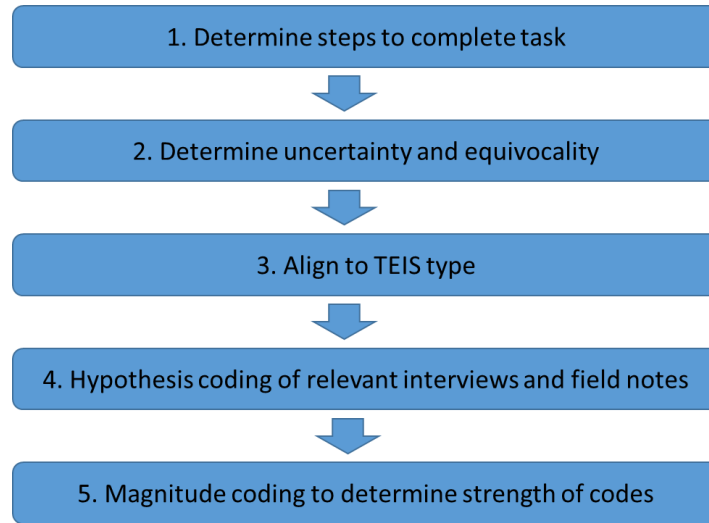 1. Determine steps to complete task
2. Determine uncertainty and equivocality
3. Align to TEIS type
4. Hypothesis coding of relevant interviews and field notes
5. Magnitude coding to determine strength of codes